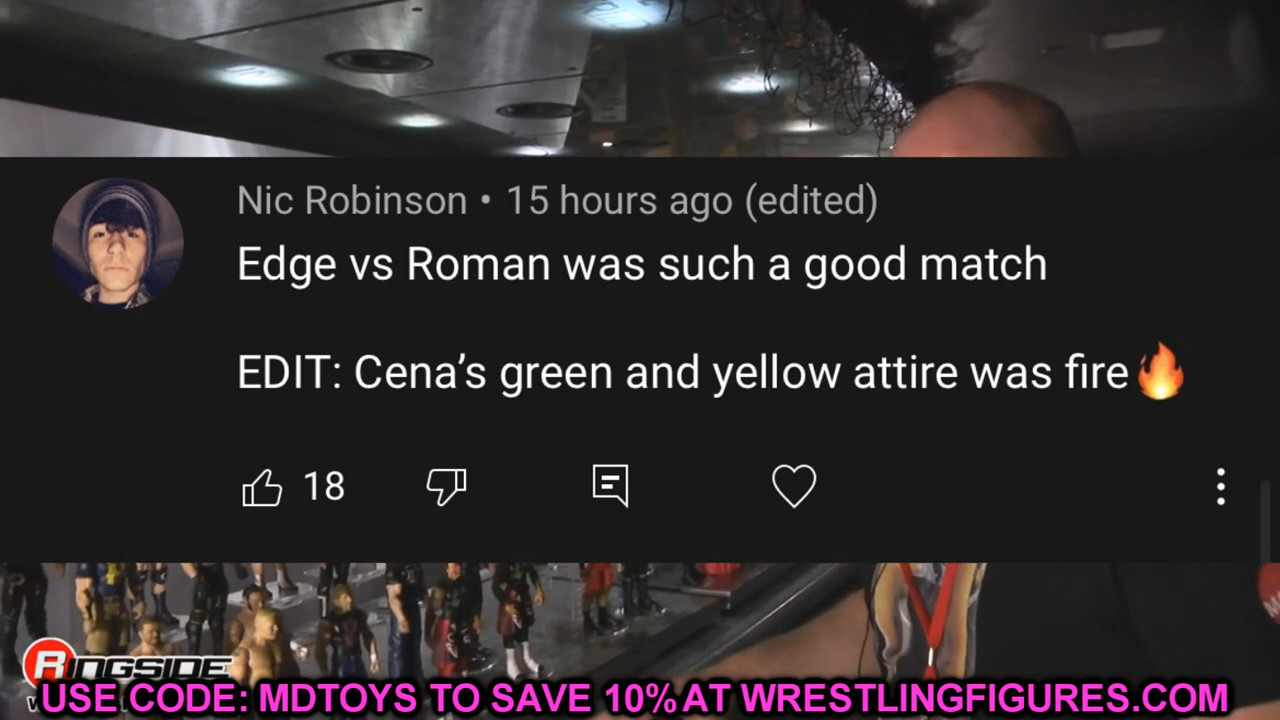 Nic Robinson • 15 hours ago (edited)
Edge vs Roman was such a good match
EDIT: Cena’s green and yellow attire was fire🔥
18
RINGSIDE
USE CODE: MDTOYS TO SAVE 10% AT WRESTLINGFIGURES.COM